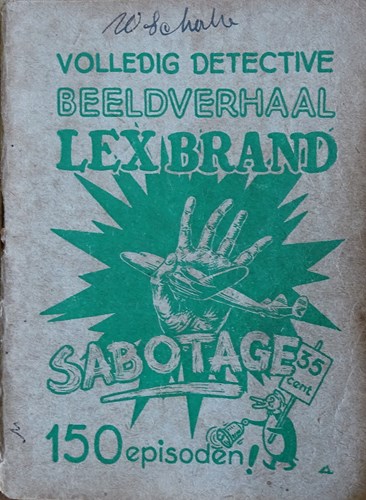 VOLLEDIG DETECTIVE
BEELDVERHAAL
LEX BRAND
SABOTAGE
35
cent.
150 episoden!